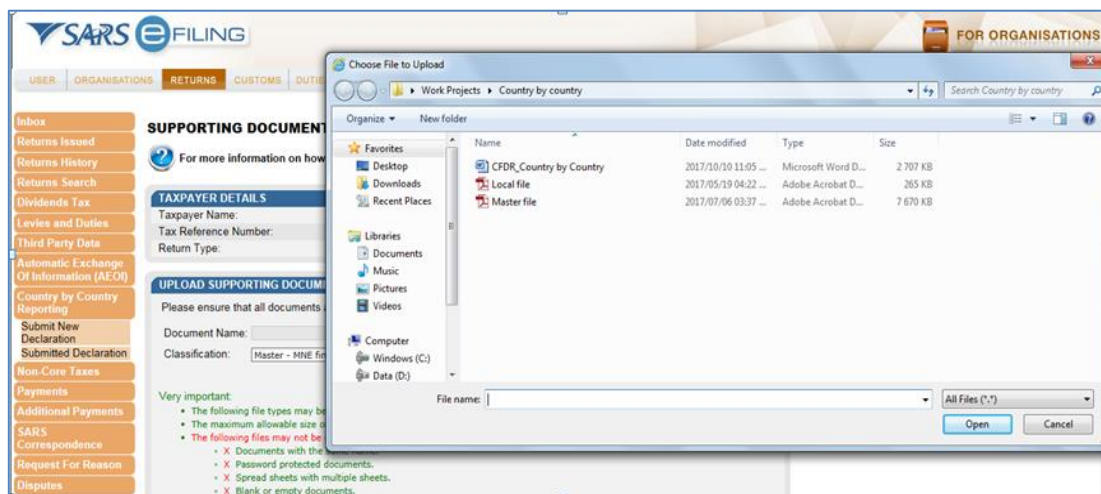 SARS eFILING
FOR ORGANISATIONS
USER ORGANISATIONS RETURNS CUSTOMS DUTIE
Inbox
Returns Issued
Returns History
Returns Search
Dividends Tax
Levies and Duties
Third Party Data
Automatic Exchange
Of Information (AEOI)
Country by Country
Reporting
Submit New
Declaration
Submitted Declaration
Non-Core Taxes
Payments
Additional Payments
SARS
Correspondence
Request For Reason
Disputes
SUPPORTING DOCUMENT
For more information on how
TAXPAYER DETAILS
Taxpayer Name:
Tax Reference Number:
Return Type:
UPLOAD SUPPORTING DOCUM
Please ensure that all documents
Document Name:
Classification: Master - MNE fin
Very important:
• The following file types may be
• The maximum allowable size o
• The following files may not be
X Documents with the same name.
X Password protected documents.
X Spread sheets with multiple sheets.
X Blank or empty documents.
Choose File to Upload
Work Projects Country by country
Search Country by country
Organize New folder
Name Date modified Type Size
CFDR_Country by Country 2017/10/10 11:05 ... Microsoft Word D... 2 707 KB
Local file 2017/05/19 04:22 ... Adobe Acrobat D... 265 KB
Master file 2017/07/06 03:37 ... Adobe Acrobat D... 7 670 KB
Favorites
Desktop
Downloads
Recent Places
Libraries
Documents
Music
Pictures
Videos
Computer
Windows (C:)
Data (D:)
File name:
All Files (*.*)
Open Cancel